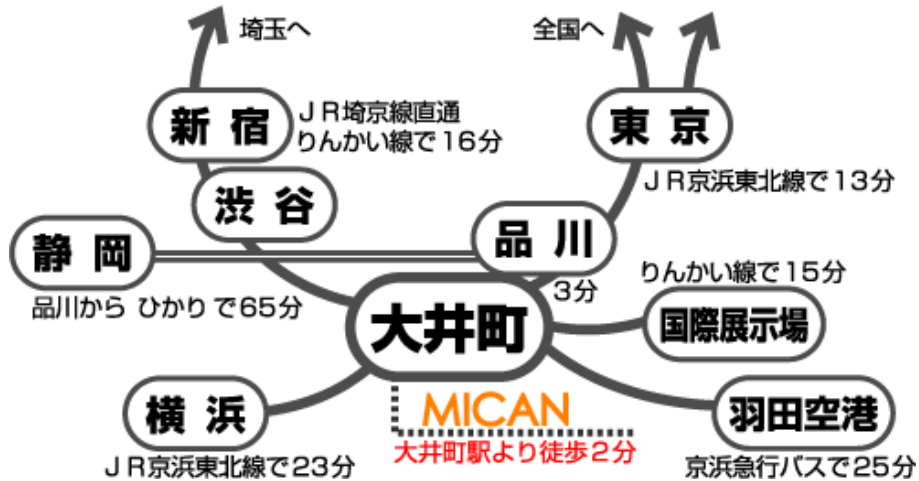 埼玉へ
全国へ
新宿
JR埼京線直通
りんかい線で16分
東京
JR京浜東北線で13分
渋谷
品川
3分
静岡
品川から ひかり で65分
りんかい線で15分
国際展示場
大井町
横浜
JR京浜東北線で23分
MICAN
大井町駅より徒歩2分
羽田空港
京浜急行バスで25分